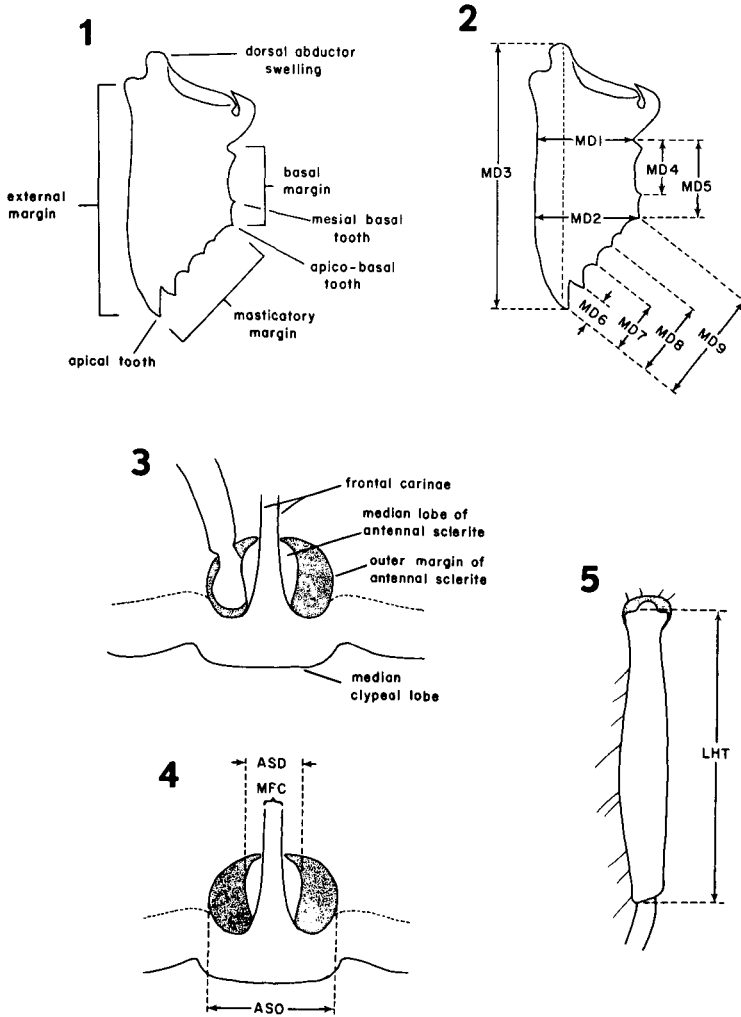 1
dorsal abductor
swelling
external
margin
basal
margin
mesial basal
tooth
apico-basal
tooth
masticatory
margin
apical tooth
2
MD1
MD3
MD4
MD5
MD2
MD6
MD7
MD8
MD9
3
frontal carinae
median lobe of
antennal sclerite
outer margin of
antennal sclerite
median
clypeal lobe
4
ASD
MFC
ASO
5
LHT